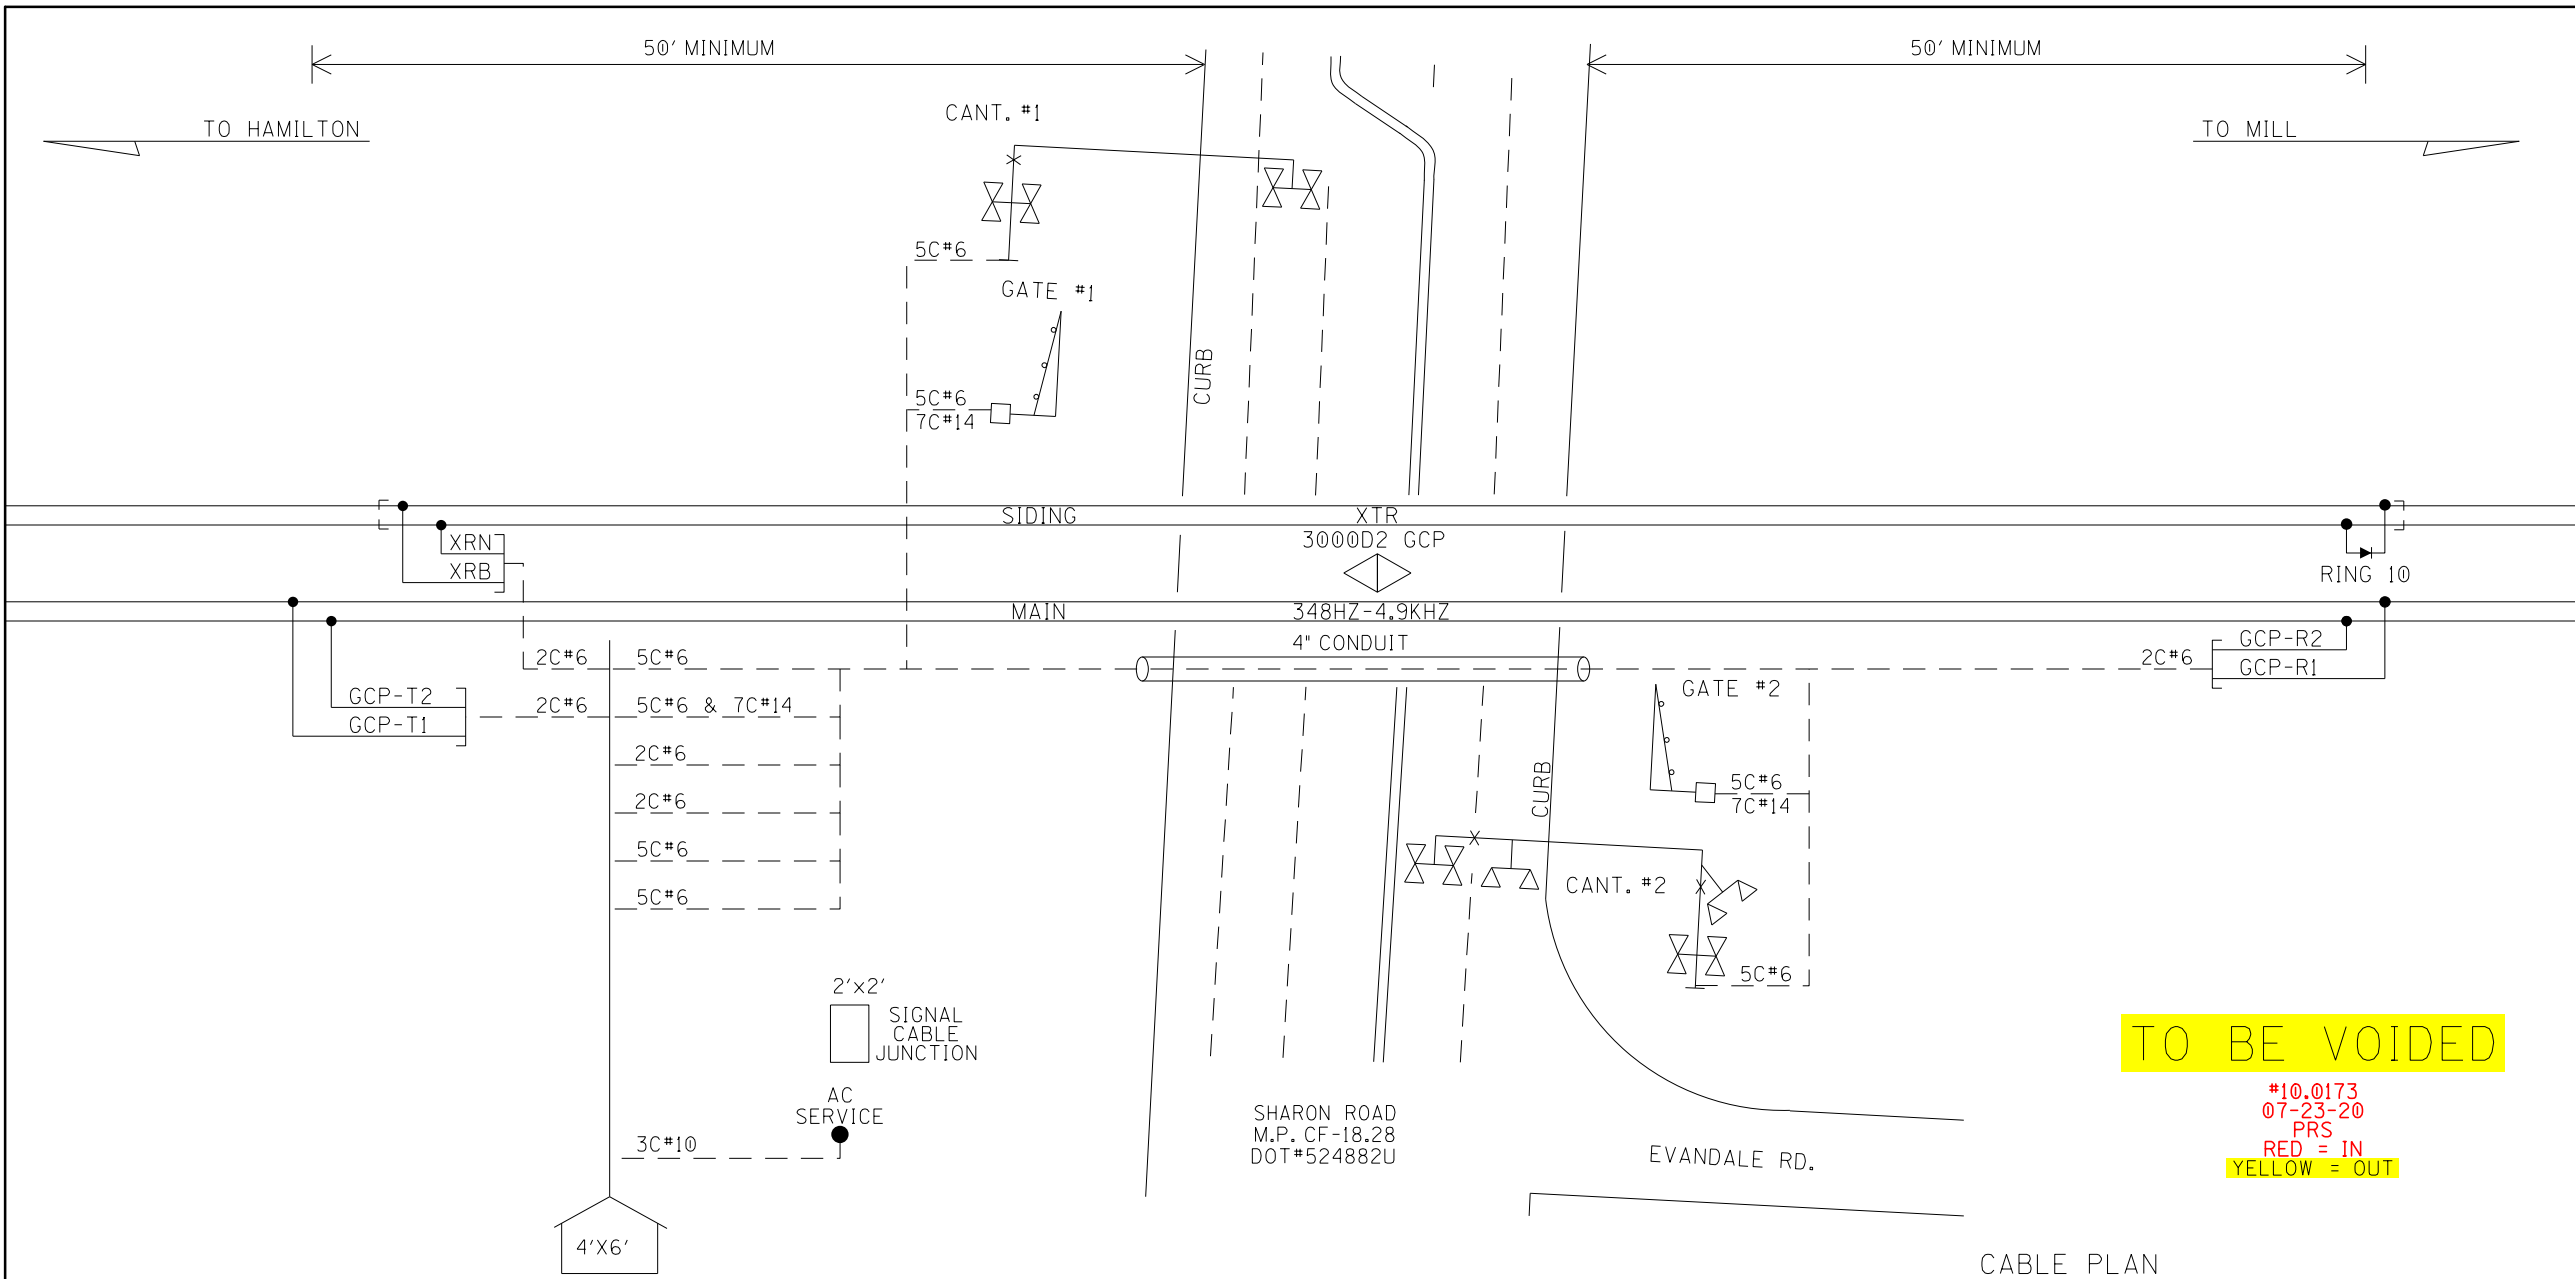 50' MINIMUM
50' MINIMUM
CANT. #1
TO HAMILTON
TO MILL
5C#6
GATE #1
CURB
5C#6
7C#14
SIDING
XTR
XRN
3000D2 GCP
XRB
RING 10
MAIN
348HZ-4.9KHZ
4" CONDUIT
GCP-R2
2C#6
5C#6
2C#6
GCP-R1
GATE #2
GCP-T2
2C#6
5C#6 & 7C#14
GCP-T1
2C#6
CURB
5C#6
7C#14
2C#6
5C#6
CANT. #2
5C#6
5C#6
2'x2'
SIGNAL
CABLE
JUNCTION
TO BE VOIDED
AC
SERVICE
#10.0173
07-23-20
PRS
RED = IN
YELLOW = OUT
SHARON ROAD
M.P. CF-18.28
DOT#524882U
3C#10
EVANDALE RD.
4'X6'
CABLE PLAN